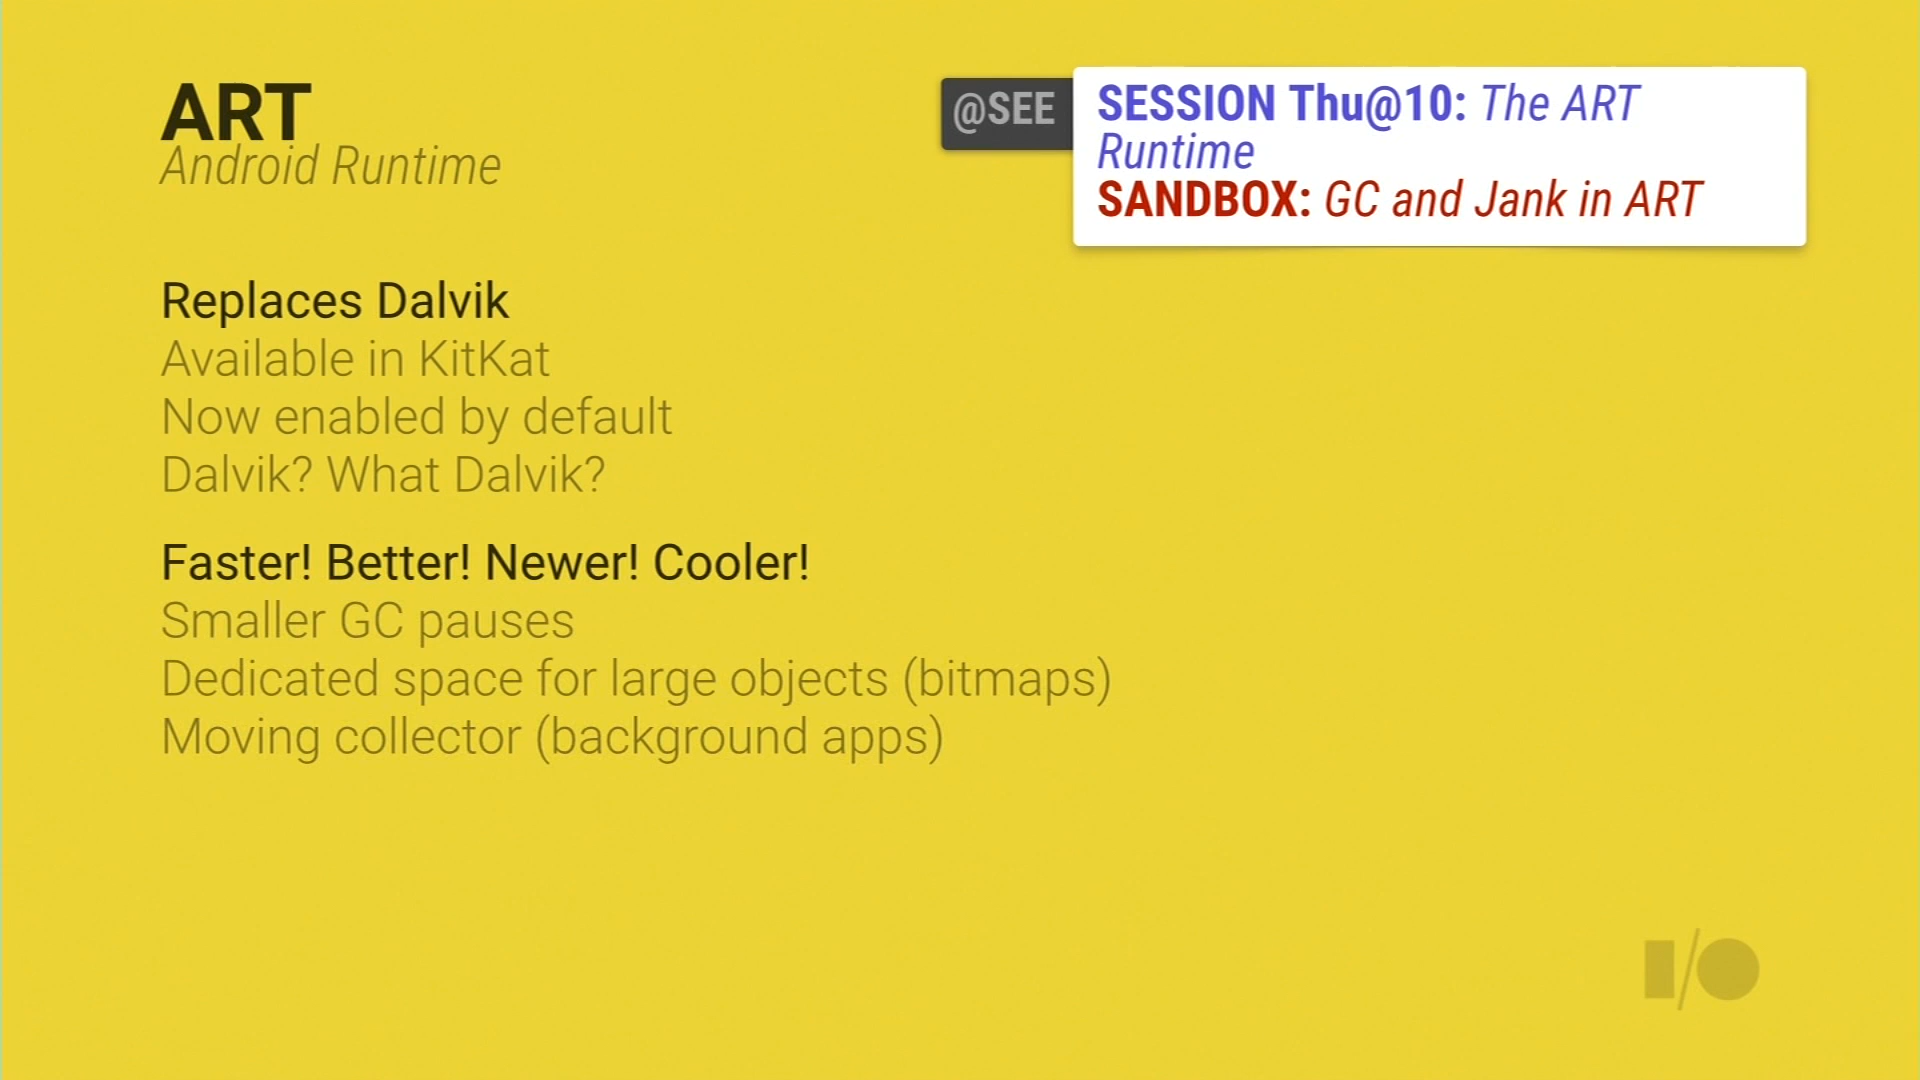 ART
Android Runtime
@SEE
SESSION Thu@10: The ART
Runtime
SANDBOX: GC and Jank in ART
Replaces Dalvik
Available in KitKat
Now enabled by default
Dalvik? What Dalvik?
Faster! Better! Newer! Cooler!
Smaller GC pauses
Dedicated space for large objects (bitmaps)
Moving collector (background apps)
I/O